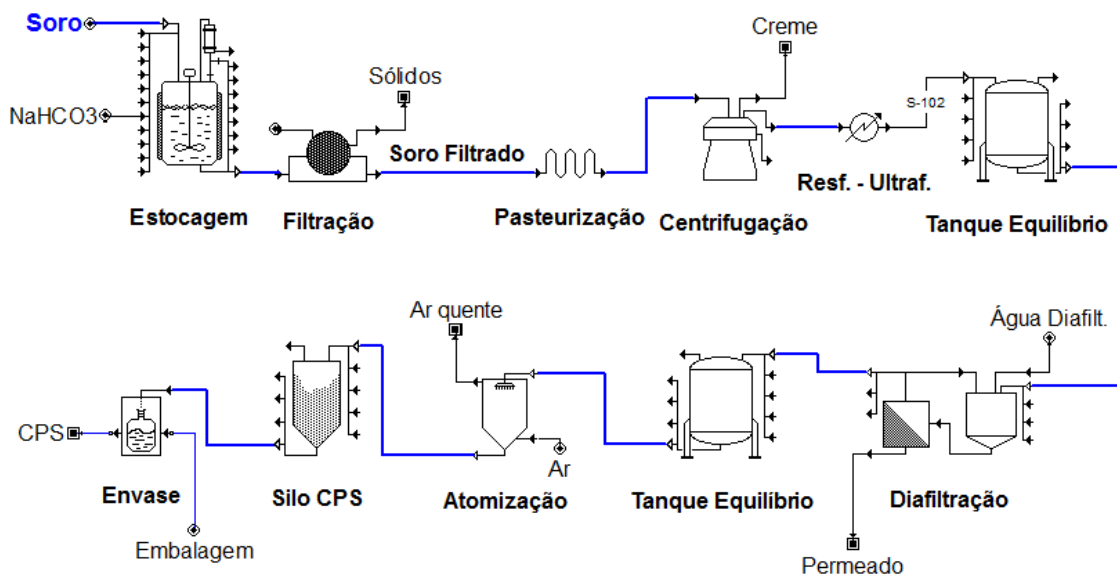 Soro
NaHCO3
Estocagem
Filtração
Sólidos
Soro Filtrado
Pasteurização
Creme
Centrifugação
Resf. - Ultraf.
S-102
Tanque Equilíbrio
CPS
Envase
Embalagem
Silo CPS
Ar quente
Atomização
Ar
Tanque Equilíbrio
Água Diafilt.
Diafiltração
Permeado